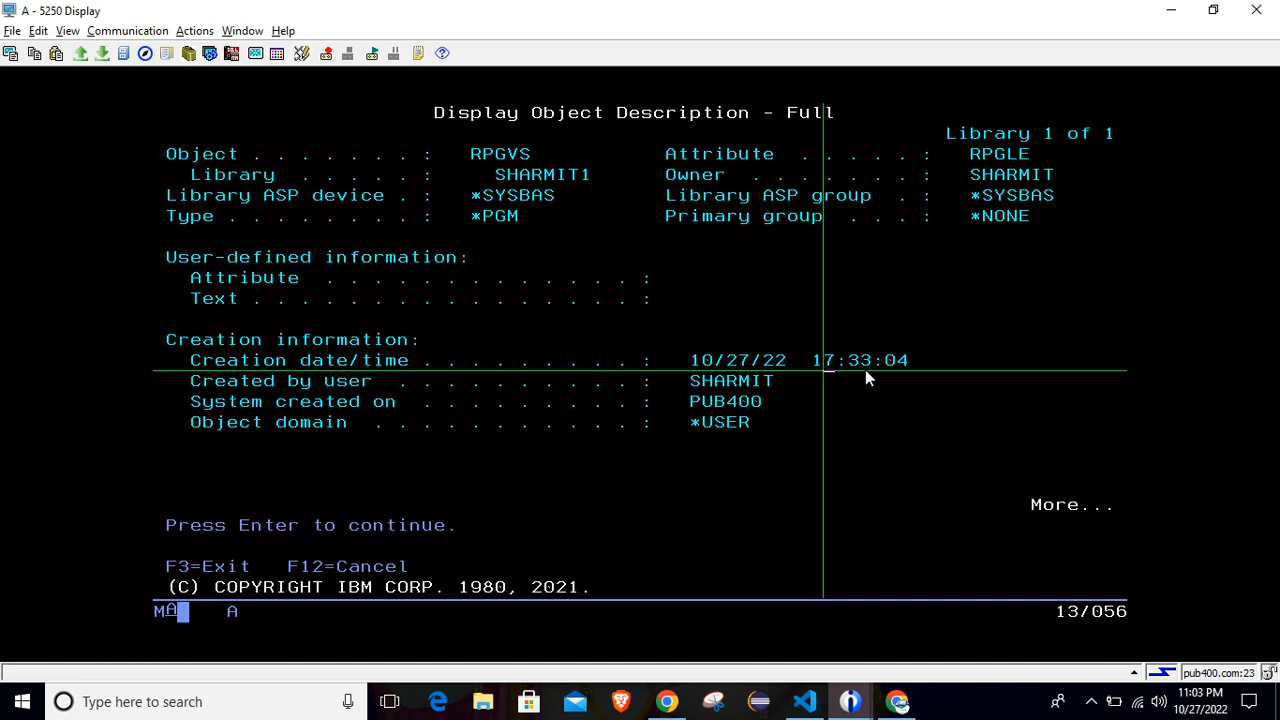 A - 5250 Display
File Edit View Communication Actions Window Help
Display Object Description - Full
Library 1 of 1
Object . . . . . . . : RPGVS Attribute . . . . . : RPGLE
Library . . . . . : SHARMIT1 Owner . . . . . . . : SHARMIT
Library ASP device . : *SYSBAS Library ASP group . : *SYSBAS
Type . . . . . . . . : *PGM Primary group . . . : *NONE
User-defined information:
Attribute . . . . . . . . . . . . . . :
Text . . . . . . . . . . . . . . . . . :
Creation information:
Creation date/time . . . . . . . . . . : 10/27/22 17:33:04
Created by user . . . . . . . . . . . : SHARMIT
System created on . . . . . . . . . . : PUB400
Object domain . . . . . . . . . . . . : *USER
More...
Press Enter to continue.
F3=Exit F12=Cancel
(C) COPYRIGHT IBM CORP. 1980, 2021.
MA A 13/056
pub400.com:23
Type here to search
11:03 PM
10/27/2022